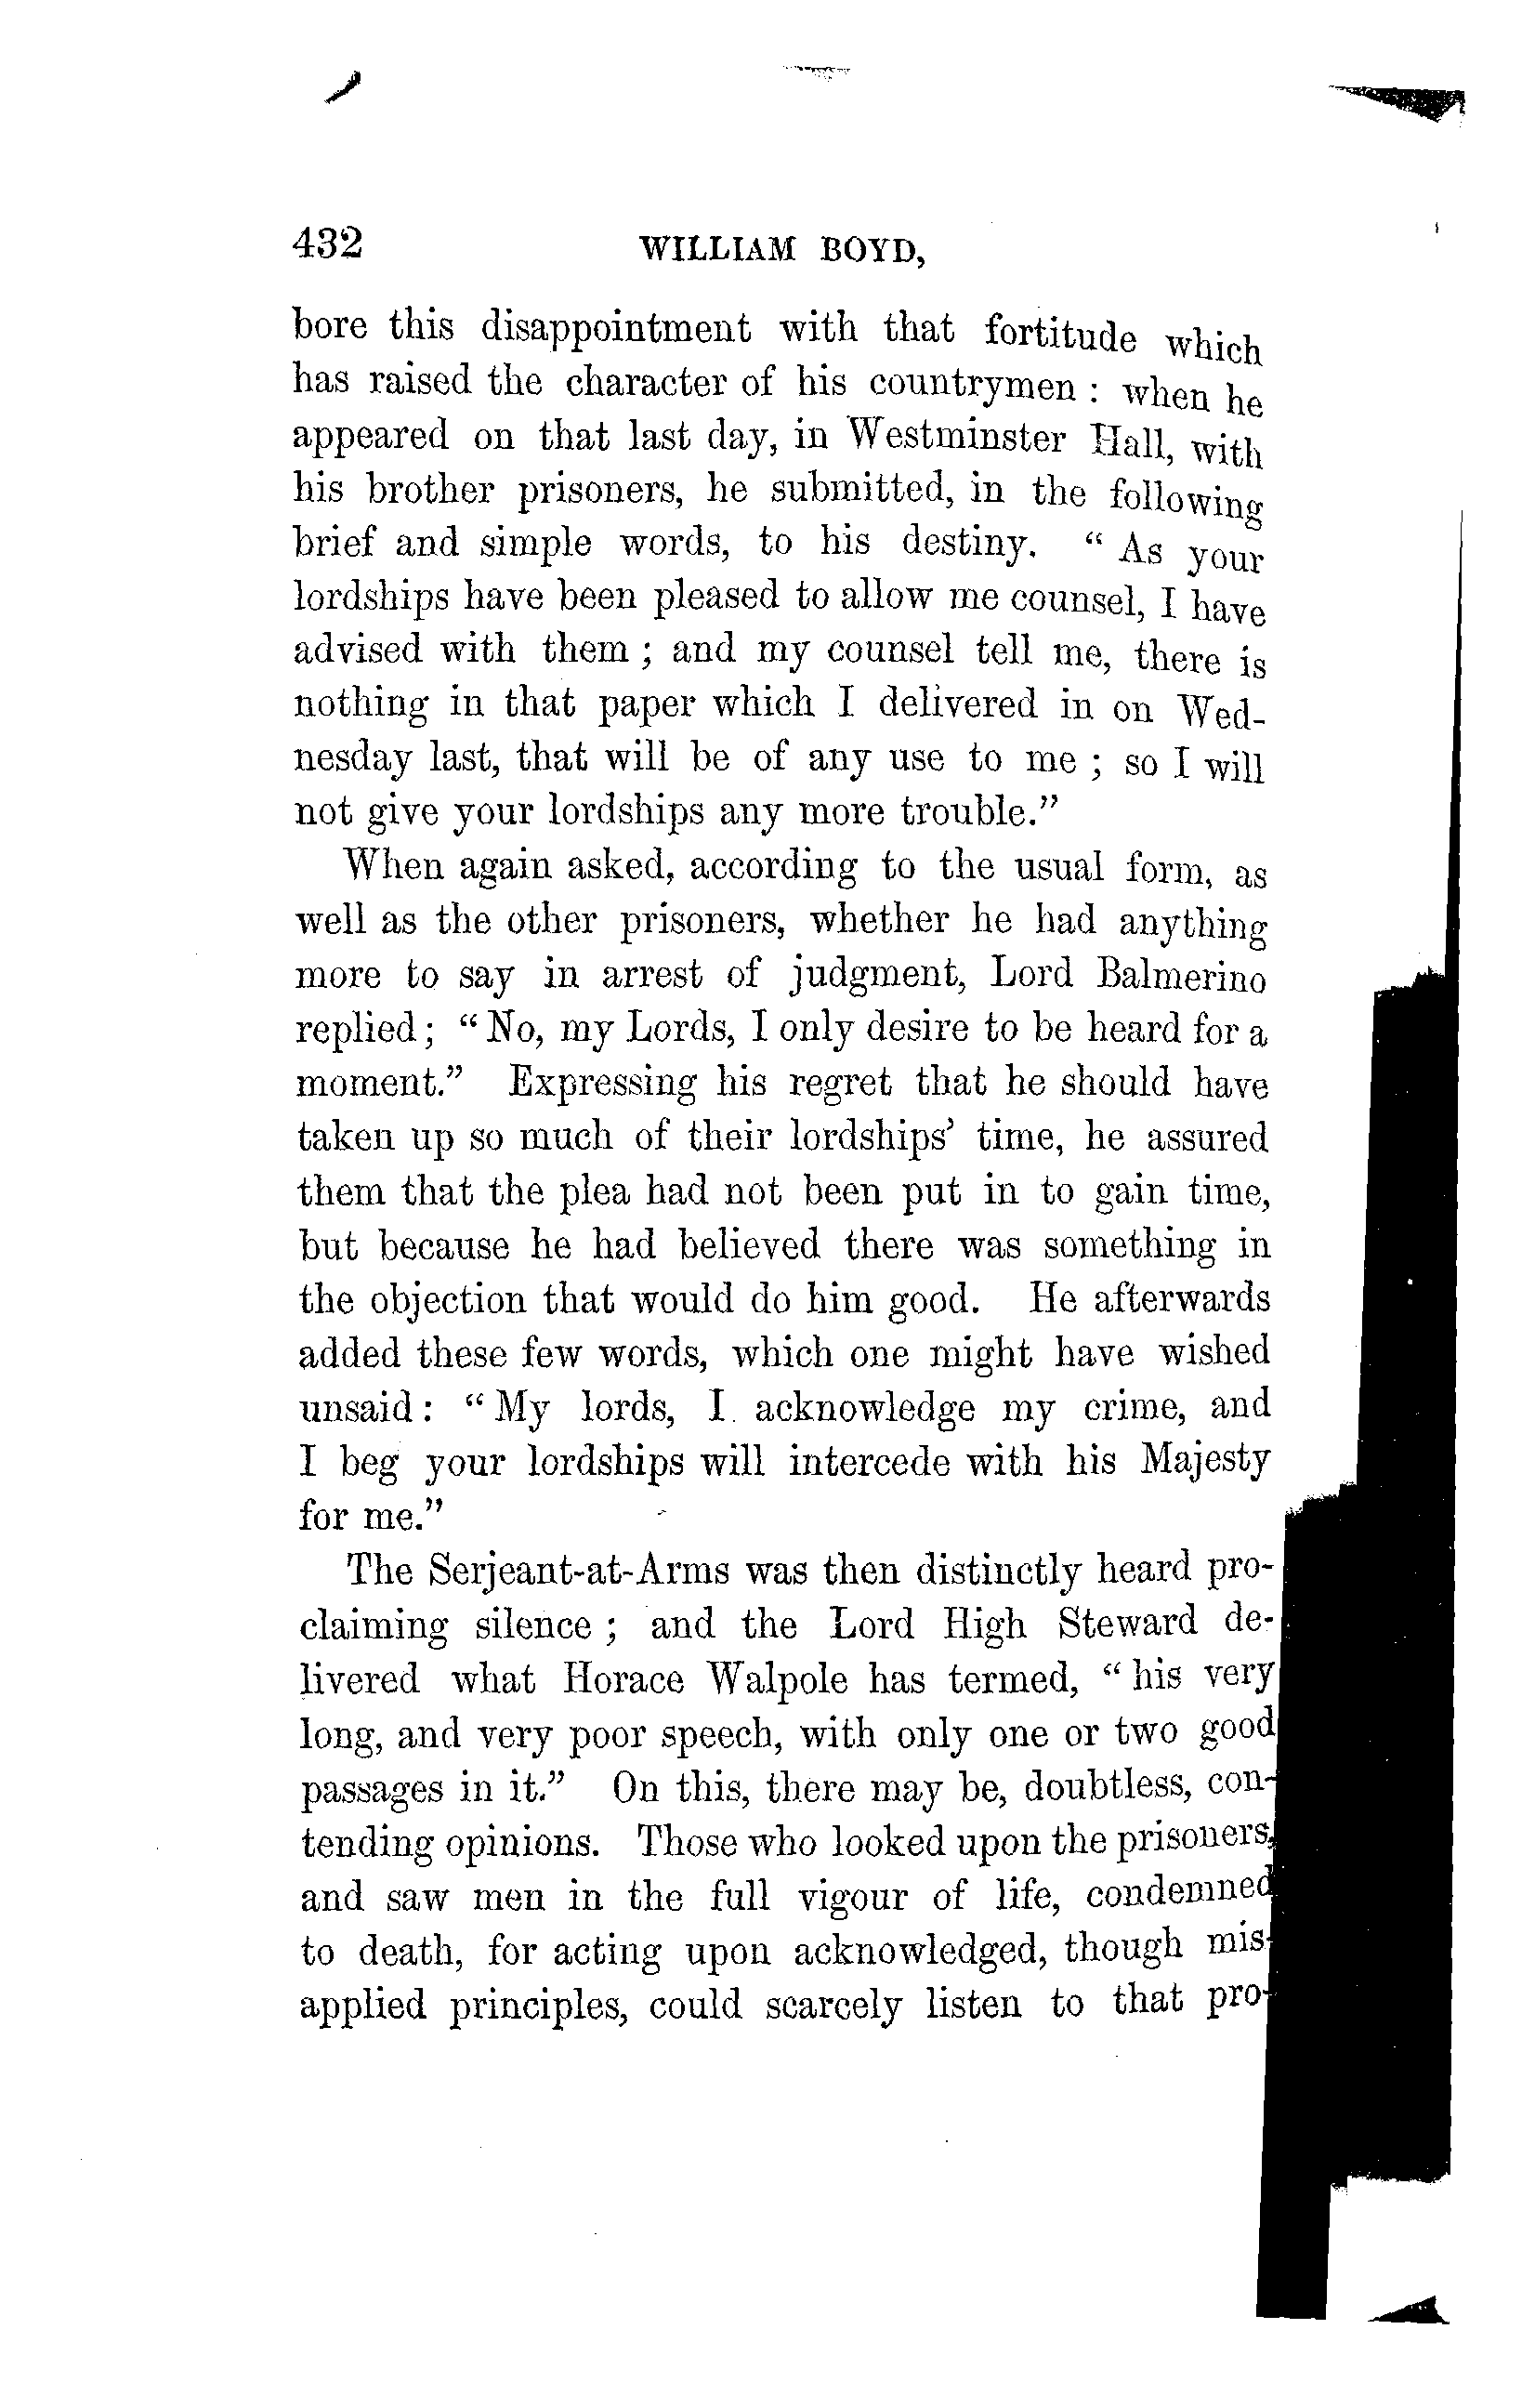 432 WILLIAM BOYD,
bore this disappointment with that fortitude which
has raised the character of his countrymen : when he
appeared on that last day, in Westminster Hall, with
his brother prisoners, he submitted, in the following
brief and simple words, to his destiny. “ As your
lordships have been pleased to allow me counsel, I have
advised with them ; and my counsel tell me, there is
nothing in that paper which I delivered in on Wed-
nesday last, that will be of any use to me ; so I will
not give your lordships any more trouble.”
When again asked, according to the usual form, as
well as the other prisoners, whether he had anything
more to say in arrest of judgment, Lord Balmerino
replied ; “ No, my Lords, I only desire to be heard for a
moment.” Expressing his regret that he should have
taken up so much of their lordships’ time, he assured
them that the plea had not been put in to gain time,
but because he had believed there was something in
the objection that would do him good. He afterwards
added these few words, which one might have wished
unsaid : “ My lords, I acknowledge my crime, and
I beg your lordships will intercede with his Majesty
for me.”
The Serjeant-at-Arms was then distinctly heard pro-
claiming silence ; and the Lord High Steward de-
livered what Horace Walpole has termed, “ his very
long, and very poor speech, with only one or two good
passages in it.” On this, there may be, doubtless, con-
tending opinions. Those who looked upon the prisoners,
and saw men in the full vigour of life, condemned
to death, for acting upon acknowledged, though mis-
applied principles, could scarcely listen to that pro-